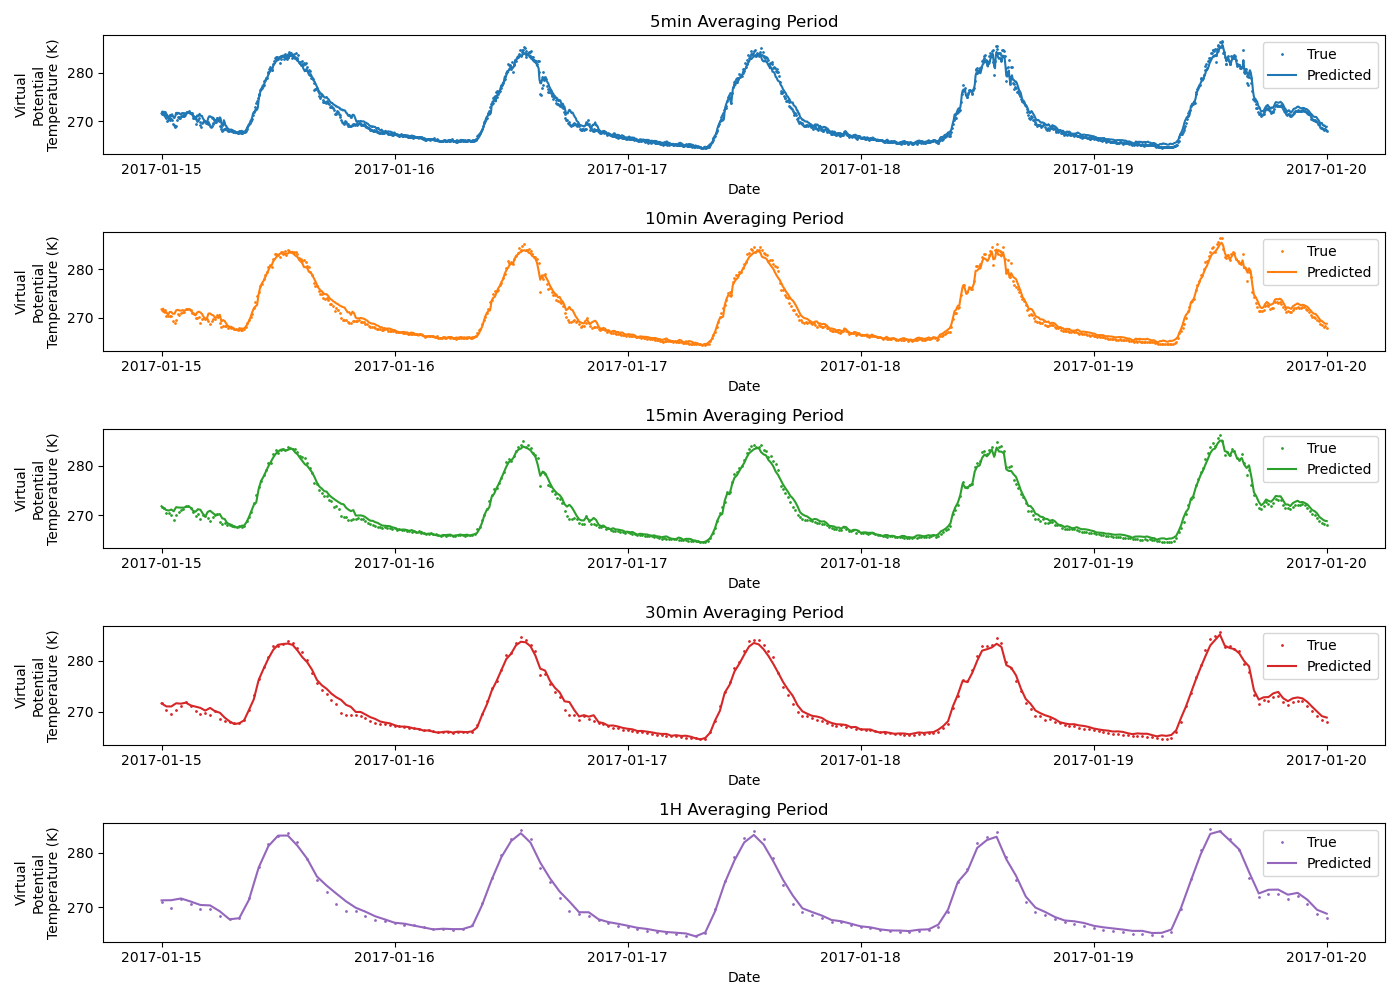 5min Averaging Period
Virtual
Potential
Temperature (K)
280
270
True
Predicted
2017-01-15
2017-01-16
2017-01-17
2017-01-18
2017-01-19
2017-01-20
Date
10min Averaging Period
Virtual
Potential
Temperature (K)
280
270
True
Predicted
2017-01-15
2017-01-16
2017-01-17
2017-01-18
2017-01-19
2017-01-20
Date
15min Averaging Period
Virtual
Potential
Temperature (K)
280
270
True
Predicted
2017-01-15
2017-01-16
2017-01-17
2017-01-18
2017-01-19
2017-01-20
Date
30min Averaging Period
Virtual
Potential
Temperature (K)
280
270
True
Predicted
2017-01-15
2017-01-16
2017-01-17
2017-01-18
2017-01-19
2017-01-20
Date
1H Averaging Period
Virtual
Potential
Temperature (K)
280
270
True
Predicted
2017-01-15
2017-01-16
2017-01-17
2017-01-18
2017-01-19
2017-01-20
Date